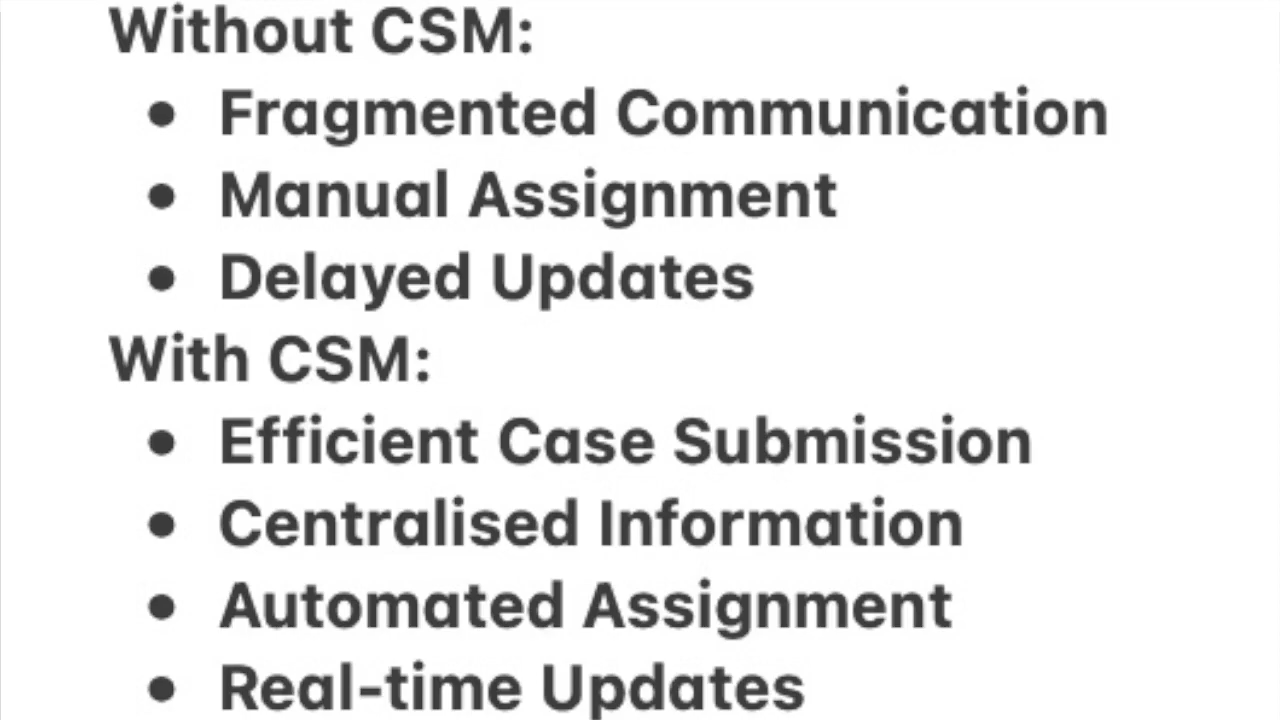 Without CSM:
• Fragmented Communication
• Manual Assignment
• Delayed Updates
With CSM:
• Efficient Case Submission
• Centralised Information
• Automated Assignment
• Real-time Updates